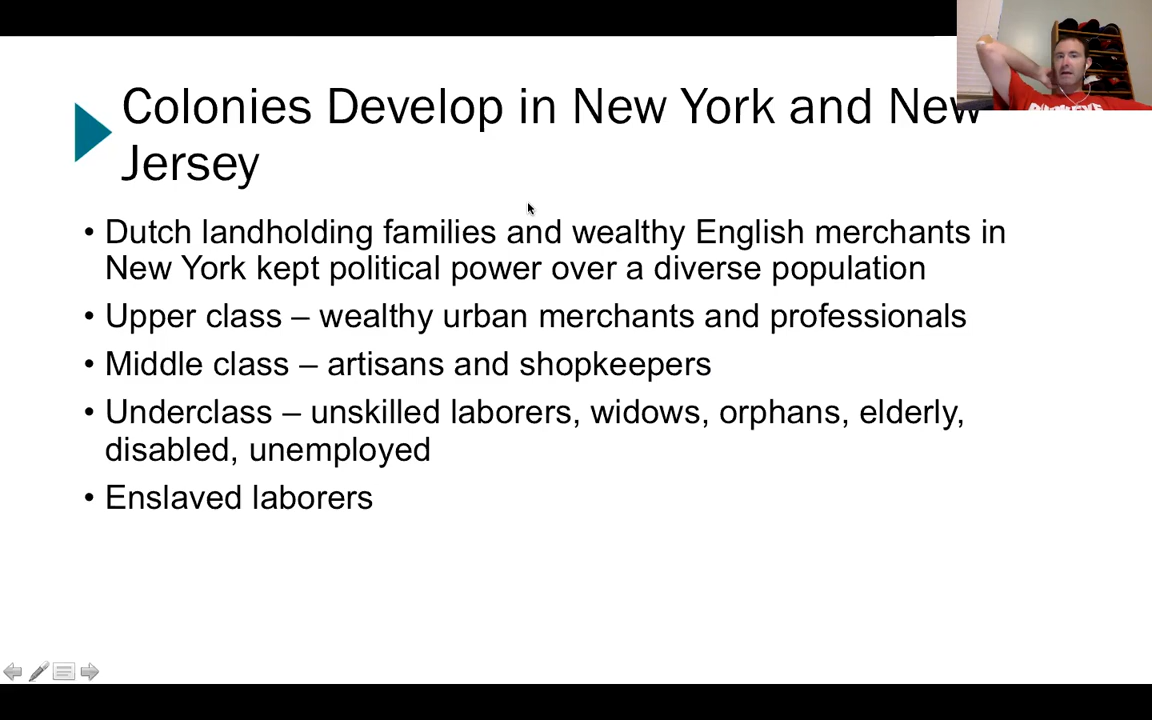 Colonies Develop in New York and New
Jersey
• Dutch landholding families and wealthy English merchants in
New York kept political power over a diverse population
• Upper class – wealthy urban merchants and professionals
• Middle class – artisans and shopkeepers
• Underclass – unskilled laborers, widows, orphans, elderly,
disabled, unemployed
• Enslaved laborers